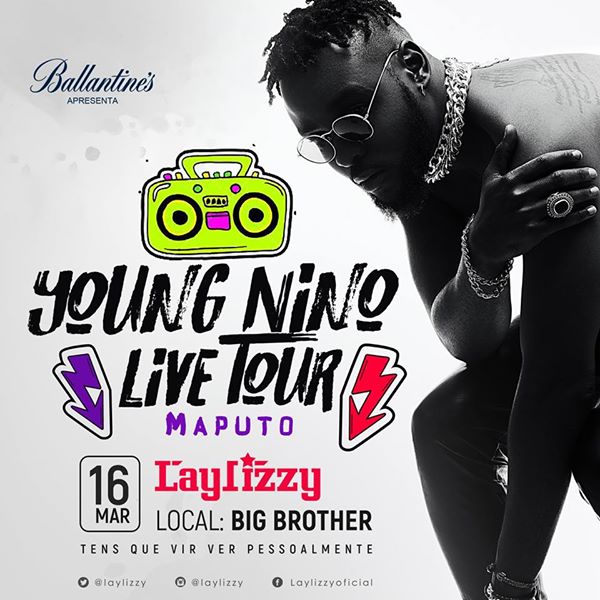 Ballantine's
APRESENTA
YOUNG NINO
LIVE TOUR
MAPUTO
16
MAR
Laylizzy
LOCAL: BIG BROTHER
TENS QUE VIR VER PESSOALMENTE
@laylizzy @laylizzy Laylizzyoficial